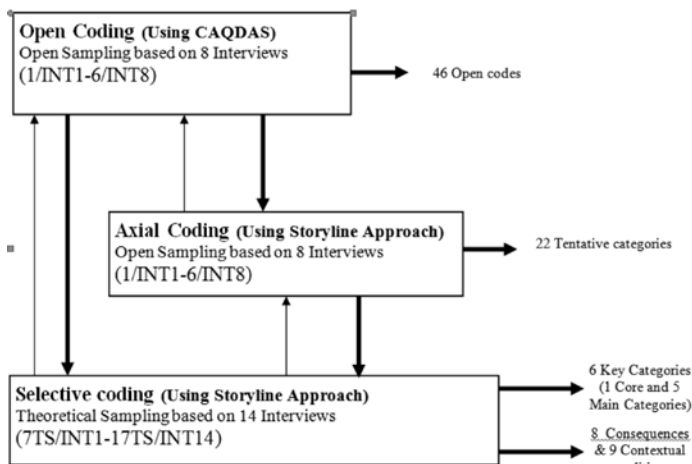 Open Coding (Using CAQDAS)
Open Sampling based on 8 Interviews
(1/INT1-6/INT8)
46 Open codes
Axial Coding (Using Storyline Approach)
Open Sampling based on 8 Interviews
(1/INT1-6/INT8)
22 Tentative categories
Selective coding (Using Storyline Approach)
Theoretical Sampling based on 14 Interviews
(7TS/INT1-17TS/INT14)
6 Key Categories
(1 Core and 5
Main Categories)
8 Consequences
& 9 Contextual